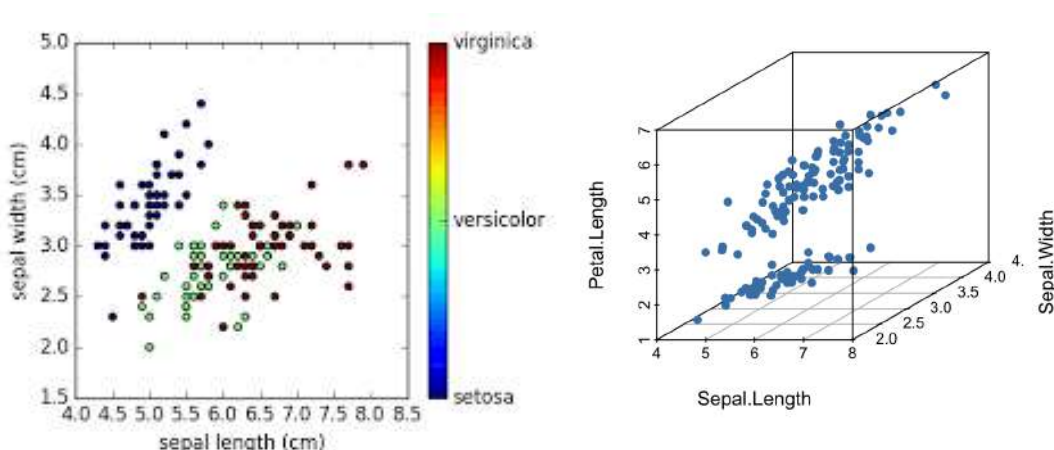 5.0
4.5
4.0
3.5
3.0
2.5
2.0
1.5
sepal width (cm)
4.0 4.5 5.0 5.5 6.0 6.5 7.0 7.5 8.0 8.5
sepal length (cm)
virginica
versicolor
setosa
7
6
5
4
3
2
1
Petal.Length
4 5 6 7 8
Sepal.Length
2.0
2.5
3.0
3.5
4.0
4.
Sepal.Width